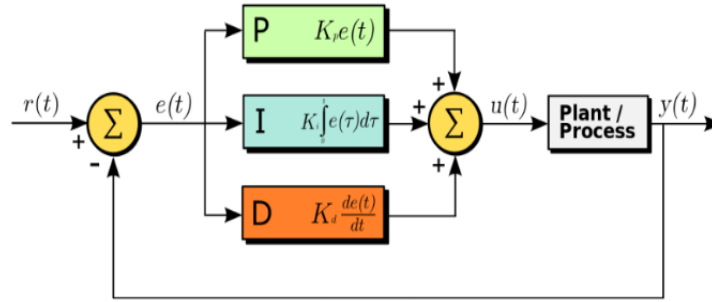 P K_p e(t)
r(t) Σ e(t) I K_i ∫_0^t e(τ)dτ Σ u(t) Plant / Process y(t)
+ - + + +
D K_d de(t)/dt